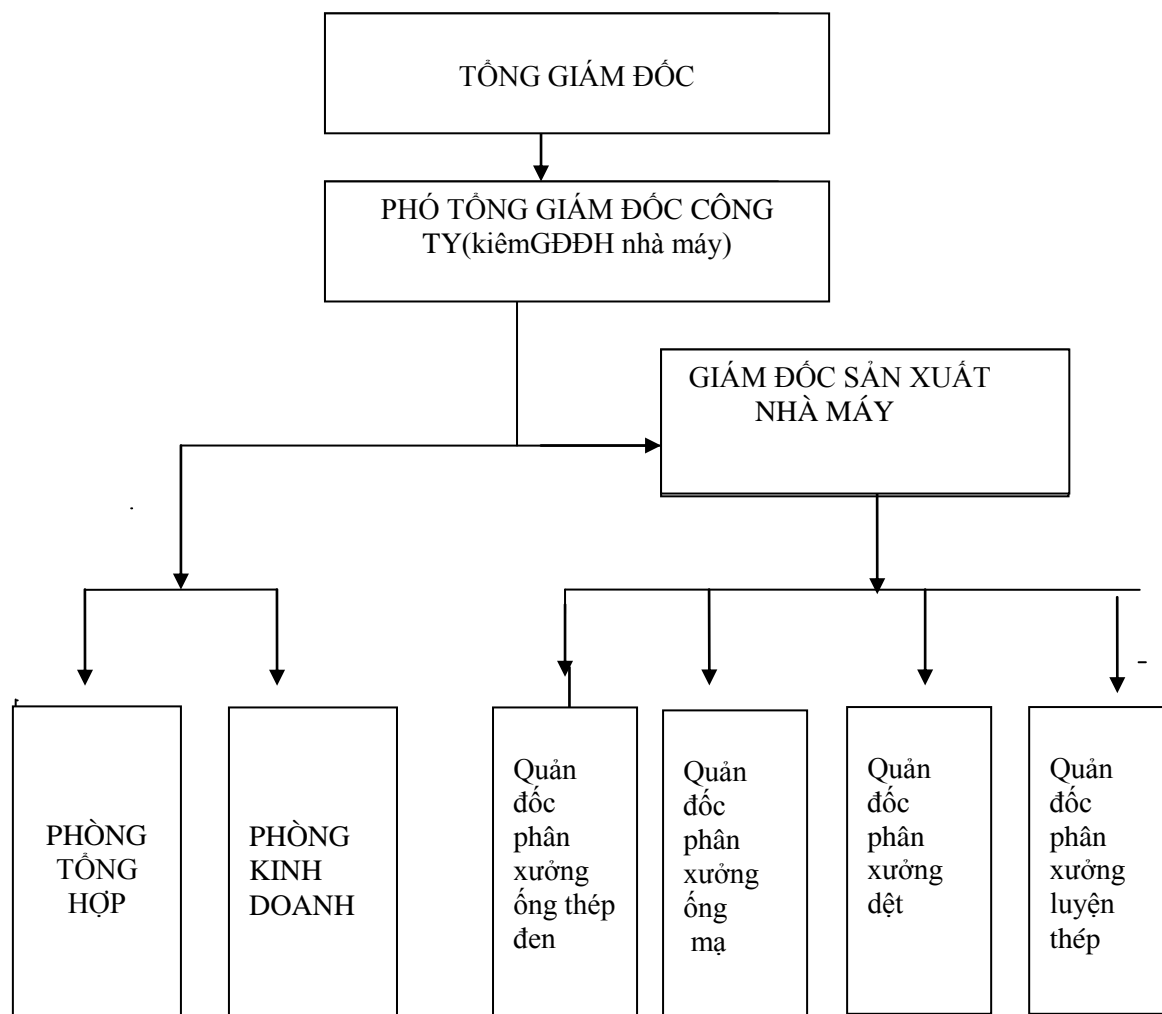 TỔNG GIÁM ĐỐC
PHÓ TỔNG GIÁM ĐỐC CÔNG
TY(kiêmGĐĐH nhà máy)
GIÁM ĐỐC SẢN XUẤT
NHÀ MÁY
PHÒNG
TỔNG
HỢP
PHÒNG
KINH
DOANH
Quản
đốc
phân
xưởng
ống thép
đen
Quản
đốc
phân
xưởng
ống
mạ
Quản
đốc
phân
xưởng
dệt
Quản
đốc
phân
xưởng
luyện
thép